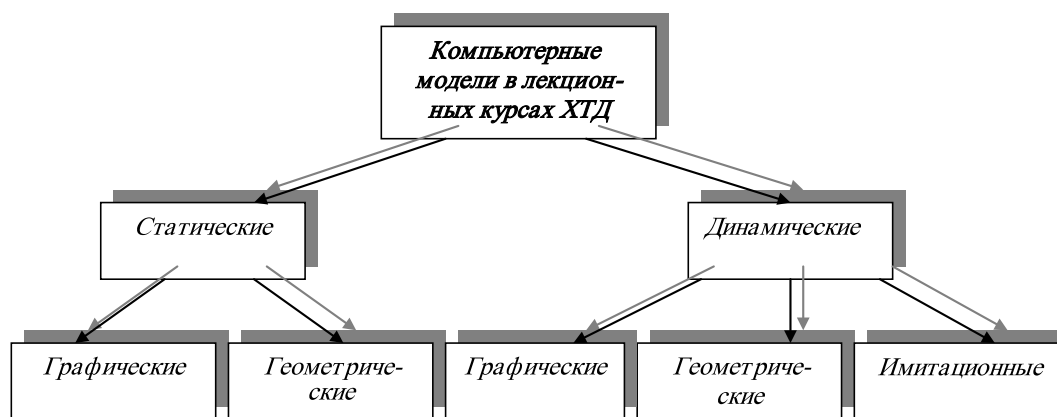 Компьютерные
модели в лекцион-
ных курсах ХТД
Статические
Динамические
Графические
Геометриче-
ские
Графические
Геометриче-
ские
Имитационные